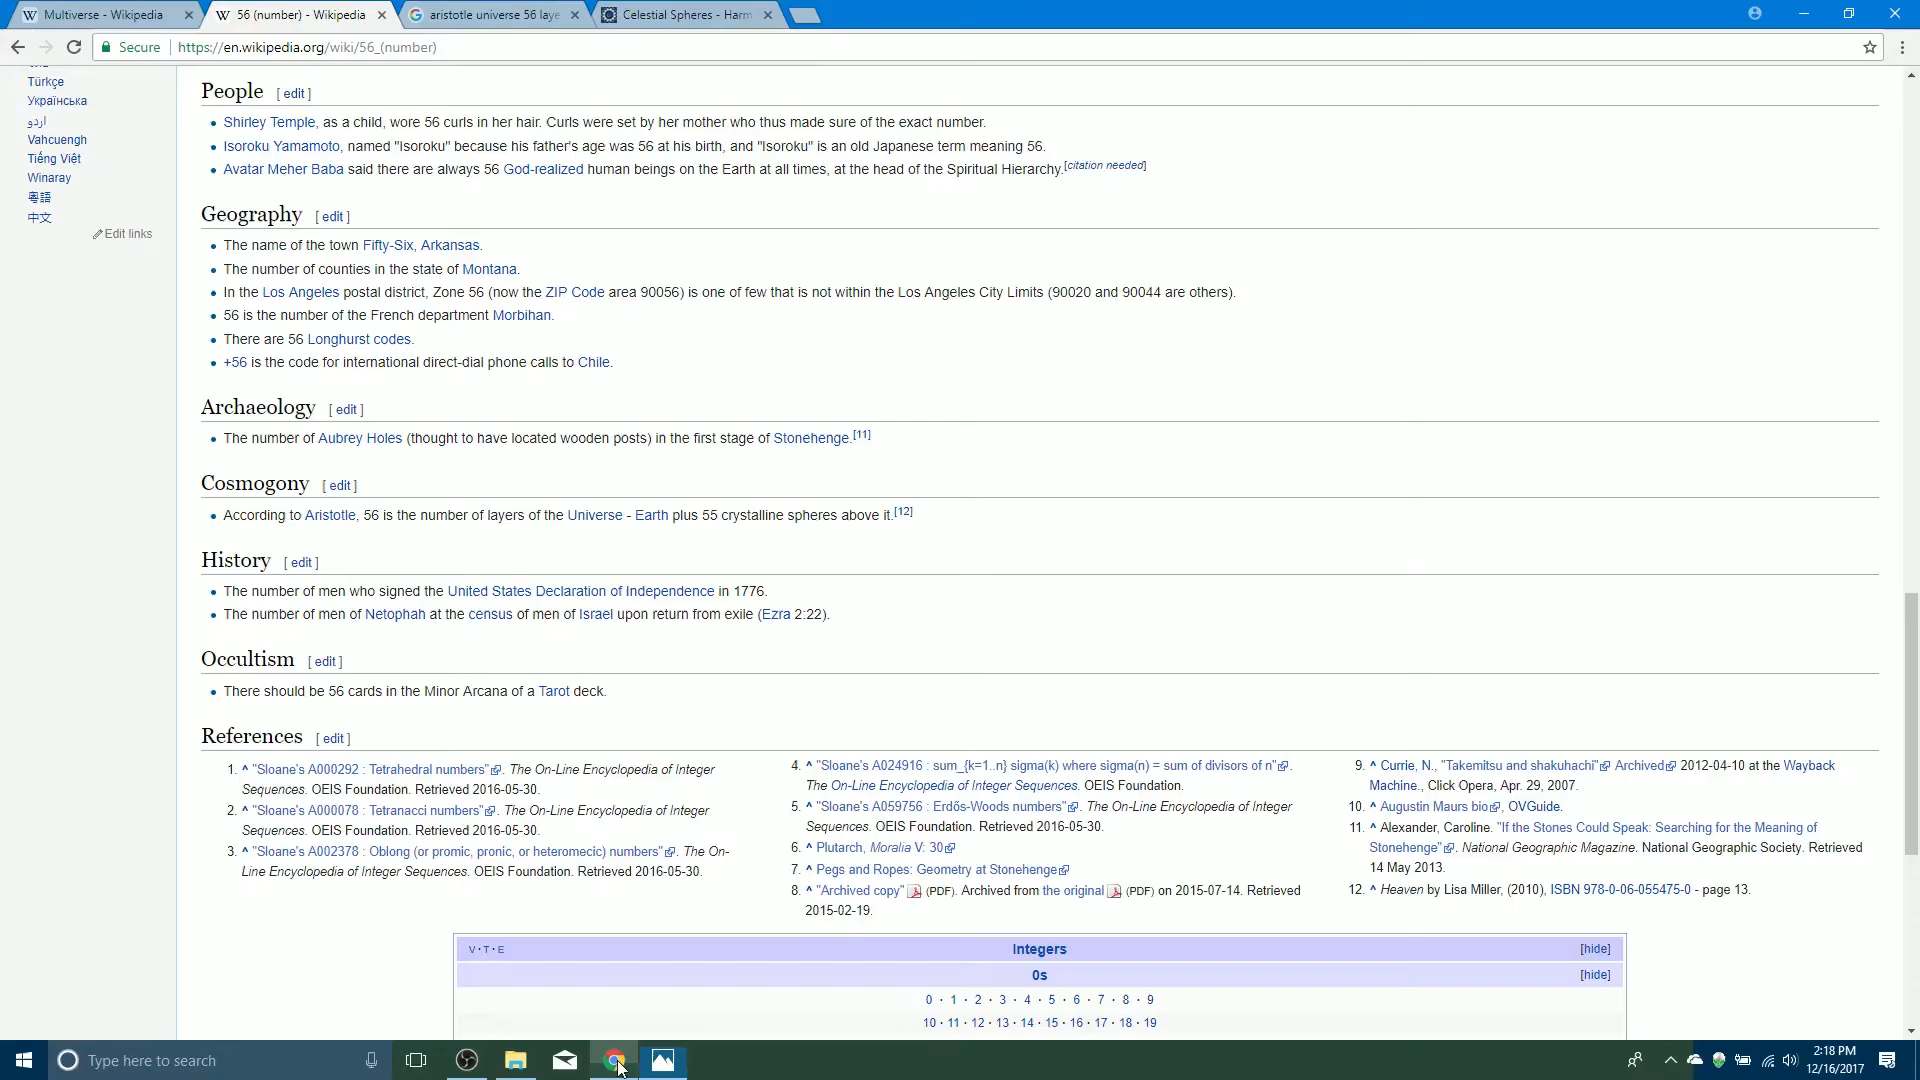 Multiverse - Wikipedia
56 (number) - Wikipedia
aristotle universe 56 laye
Celestial Spheres - Harm
Secure
https://en.wikipedia.org/wiki/56_(number)
Türkçe
Українська
اردو
Vahcuengh
Tiếng Việt
Winaray
粵語
中文
Edit links
People [ edit ]
Shirley Temple, as a child, wore 56 curls in her hair. Curls were set by her mother who thus made sure of the exact number.
Isoroku Yamamoto, named "Isoroku" because his father's age was 56 at his birth, and "Isoroku" is an old Japanese term meaning 56.
Avatar Meher Baba said there are always 56 God-realized human beings on the Earth at all times, at the head of the Spiritual Hierarchy.[citation needed]
Geography [ edit ]
The name of the town Fifty-Six, Arkansas.
The number of counties in the state of Montana.
In the Los Angeles postal district, Zone 56 (now the ZIP Code area 90056) is one of few that is not within the Los Angeles City Limits (90020 and 90044 are others).
56 is the number of the French department Morbihan.
There are 56 Longhurst codes.
+56 is the code for international direct-dial phone calls to Chile.
Archaeology [ edit ]
The number of Aubrey Holes (thought to have located wooden posts) in the first stage of Stonehenge.[11]
Cosmogony [ edit ]
According to Aristotle, 56 is the number of layers of the Universe - Earth plus 55 crystalline spheres above it.[12]
History [ edit ]
The number of men who signed the United States Declaration of Independence in 1776.
The number of men of Netophah at the census of men of Israel upon return from exile (Ezra 2:22).
Occultism [ edit ]
There should be 56 cards in the Minor Arcana of a Tarot deck.
References [ edit ]
1. ^ "Sloane's A000292 : Tetrahedral numbers". The On-Line Encyclopedia of Integer
Sequences. OEIS Foundation. Retrieved 2016-05-30.
2. ^ "Sloane's A000078 : Tetranacci numbers". The On-Line Encyclopedia of Integer
Sequences. OEIS Foundation. Retrieved 2016-05-30.
3. ^ "Sloane's A002378 : Oblong (or promic, pronic, or heteromecic) numbers". The On-
Line Encyclopedia of Integer Sequences. OEIS Foundation. Retrieved 2016-05-30.
4. ^ "Sloane's A024916 : sum_{k=1..n} sigma(k) where sigma(n) = sum of divisors of n".
The On-Line Encyclopedia of Integer Sequences. OEIS Foundation.
5. ^ "Sloane's A059756 : Erdős-Woods numbers". The On-Line Encyclopedia of Integer
Sequences. OEIS Foundation. Retrieved 2016-05-30.
6. ^ Plutarch, Moralia V: 30
7. ^ Pegs and Ropes: Geometry at Stonehenge
8. ^ "Archived copy" (PDF). Archived from the original (PDF) on 2015-07-14. Retrieved
2015-02-19.
9. ^ Currie, N., "Takemitsu and shakuhachi" Archived 2012-04-10 at the Wayback
Machine., Click Opera, Apr. 29, 2007.
10. ^ Augustin Maurs bio, OVGuide.
11. ^ Alexander, Caroline. "If the Stones Could Speak: Searching for the Meaning of
Stonehenge". National Geographic Magazine. National Geographic Society. Retrieved
14 May 2013.
12. ^ Heaven by Lisa Miller, (2010), ISBN 978-0-06-055475-0 - page 13.
V · T · E Integers [hide]
0s [hide]
0 · 1 · 2 · 3 · 4 · 5 · 6 · 7 · 8 · 9
10 · 11 · 12 · 13 · 14 · 15 · 16 · 17 · 18 · 19
Type here to search
2:18 PM
12/16/2017